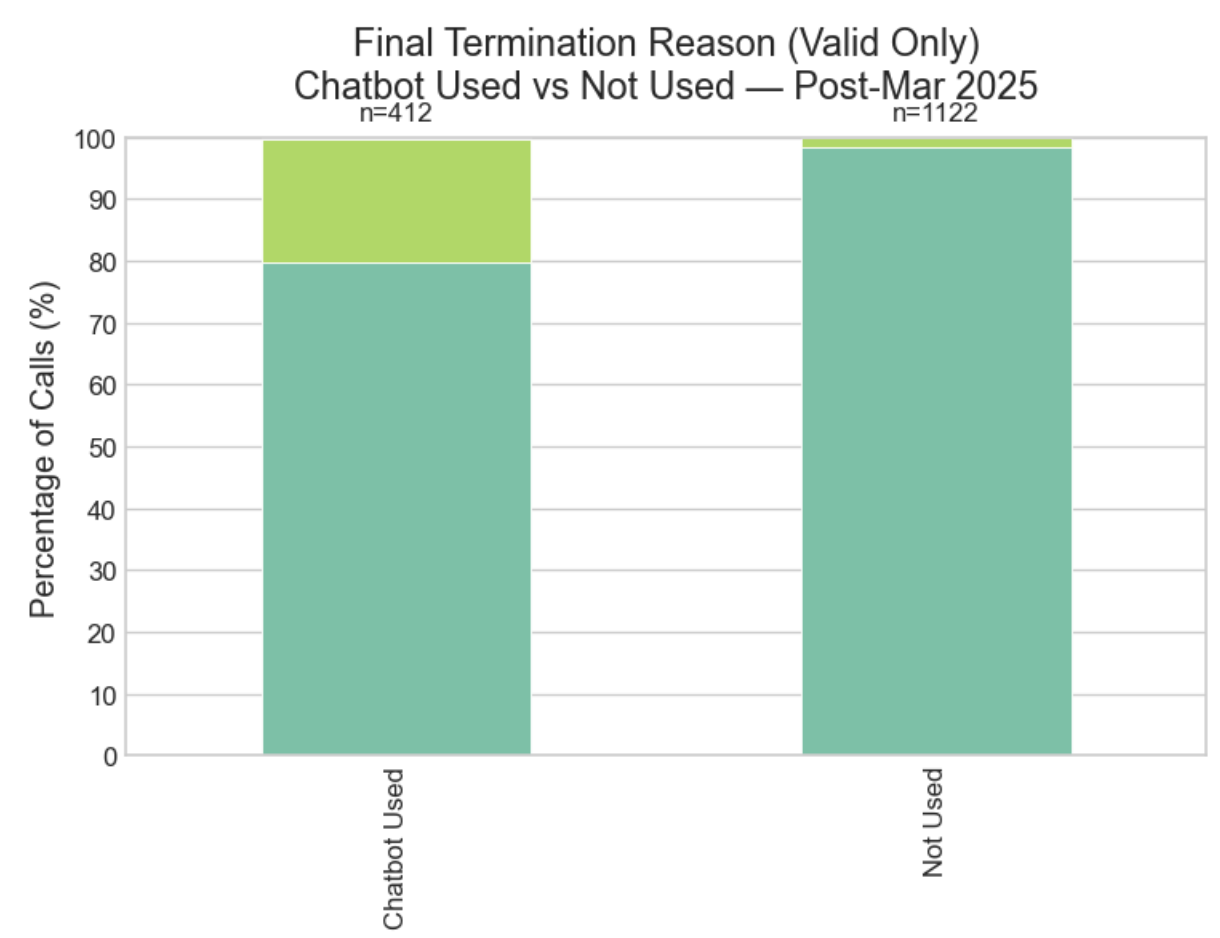 Final Termination Reason (Valid Only)
Chatbot Used vs Not Used — Post-Mar 2025
n=412
n=1122
100
90
80
70
60
50
40
30
20
10
0
Percentage of Calls (%)
Chatbot Used
Not Used